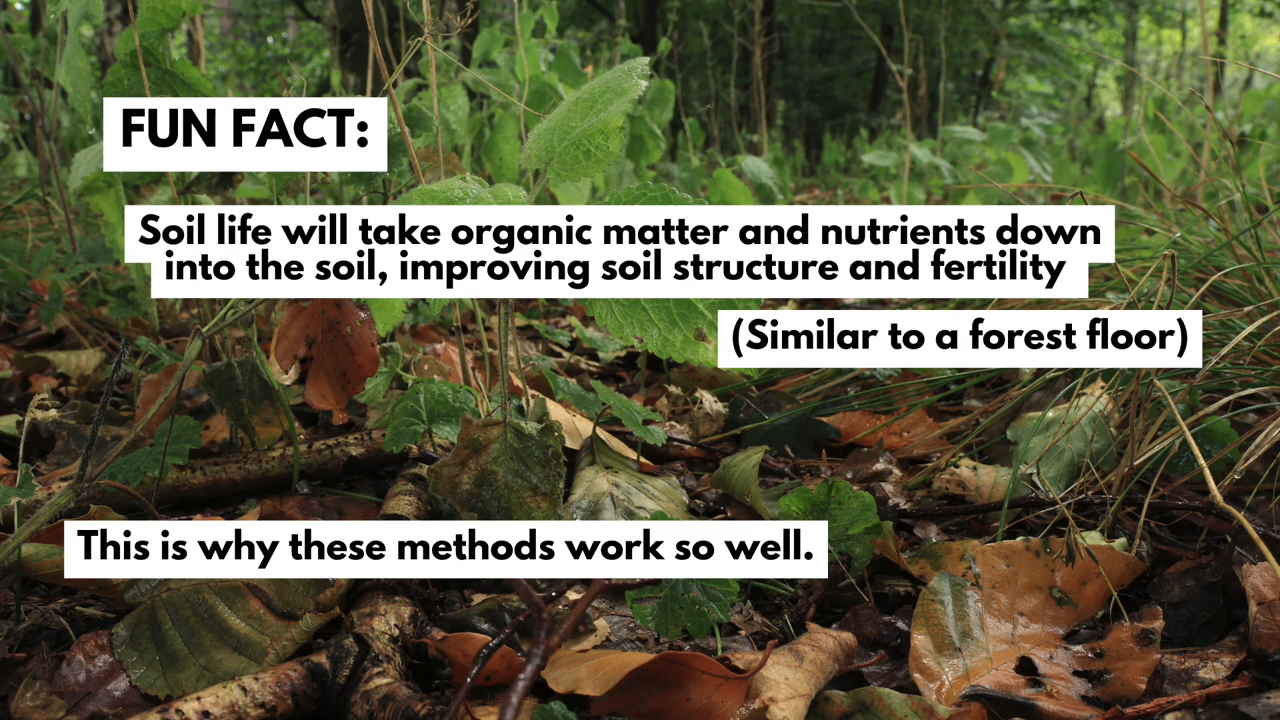 FUN FACT:
Soil life will take organic matter and nutrients down
into the soil, improving soil structure and fertility
(Similar to a forest floor)
This is why these methods work so well.